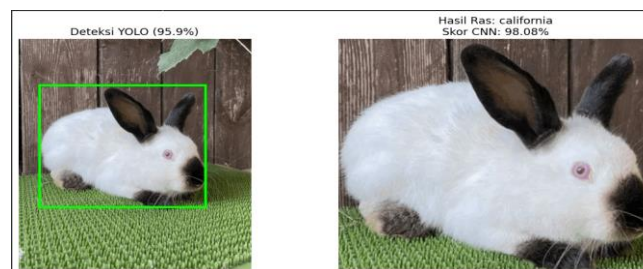 Deteksi YOLO (95.9%)
Hasil Ras: california
Skor CNN: 98.08%